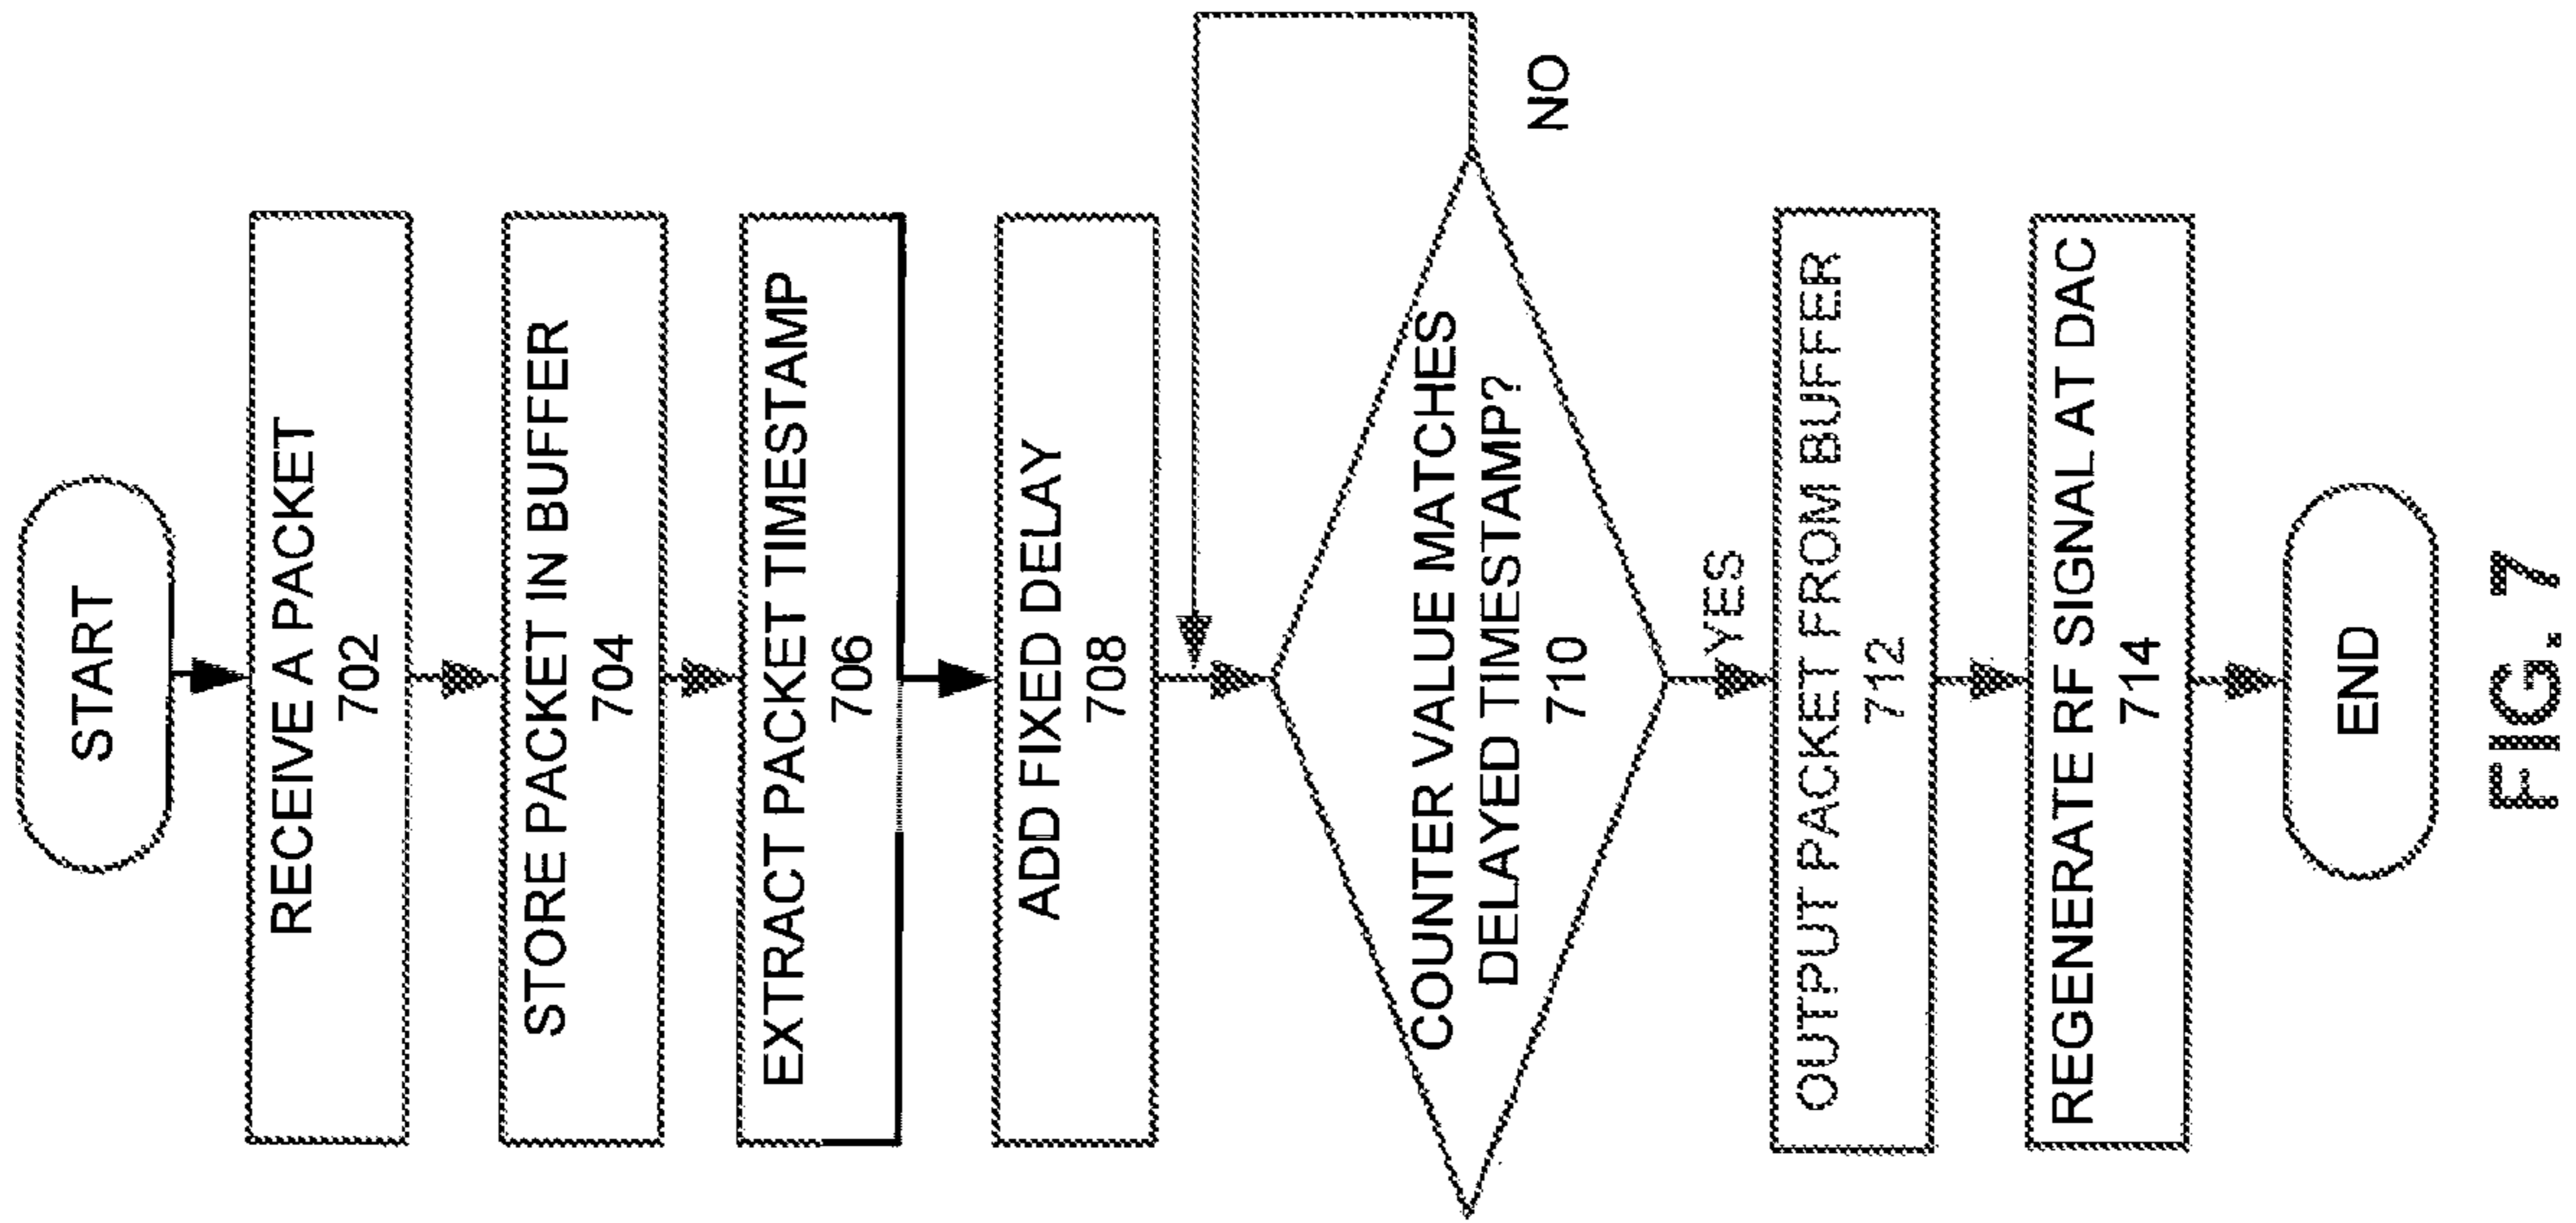 START
RECEIVE A PACKET
702
STORE PACKET IN BUFFER
704
EXTRACT PACKET TIMESTAMP
706
ADD FIXED DELAY
708
COUNTER VALUE MATCHES
DELAYED TIMESTAMP?
710
NO
YES
OUTPUT PACKET FROM BUFFER
712
REGENERATE RF SIGNAL AT DAC
714
END
FIG. 7